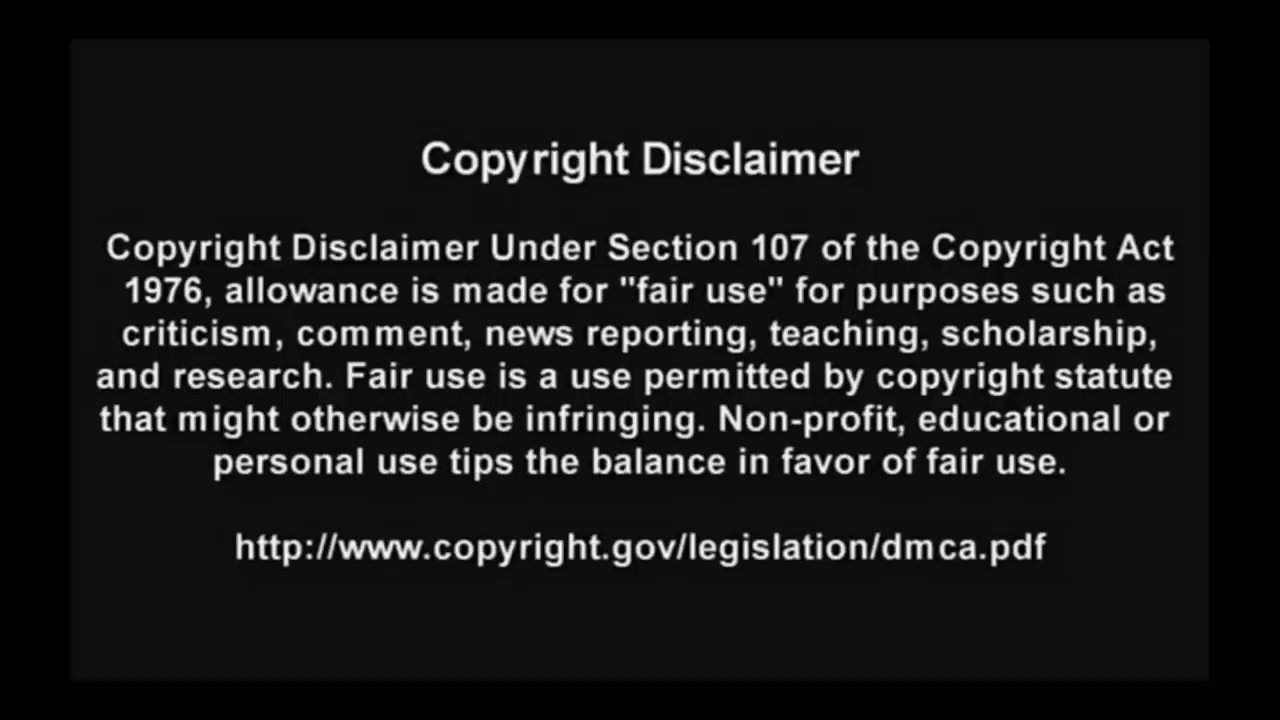 Copyright Disclaimer
Copyright Disclaimer Under Section 107 of the Copyright Act
1976, allowance is made for "fair use" for purposes such as
criticism, comment, news reporting, teaching, scholarship,
and research. Fair use is a use permitted by copyright statute
that might otherwise be infringing. Non-profit, educational or
personal use tips the balance in favor of fair use.
http://www.copyright.gov/legislation/dmca.pdf